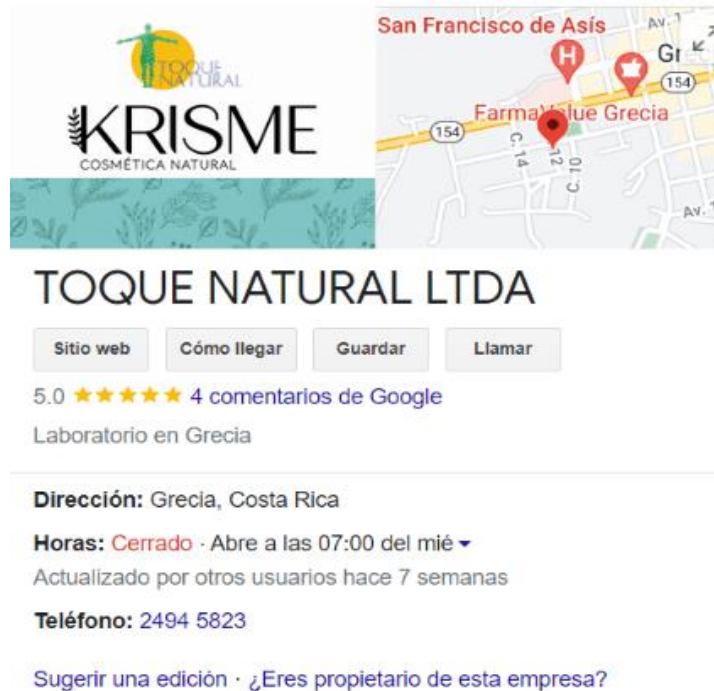 TOQUE
NATURAL
KRISME
COSMÉTICA NATURAL
San Francisco de Asís
Av. 1
H
Gr
154
FarmaValue Grecia
154
C. 14
12
C. 10
Av. 1
TOQUE NATURAL LTDA
Sitio web Cómo llegar Guardar Llamar
5.0 ★★★★★ 4 comentarios de Google
Laboratorio en Grecia
Dirección: Grecia, Costa Rica
Horas: Cerrado · Abre a las 07:00 del mié
Actualizado por otros usuarios hace 7 semanas
Teléfono: 2494 5823
Sugerir una edición · ¿Eres propietario de esta empresa?